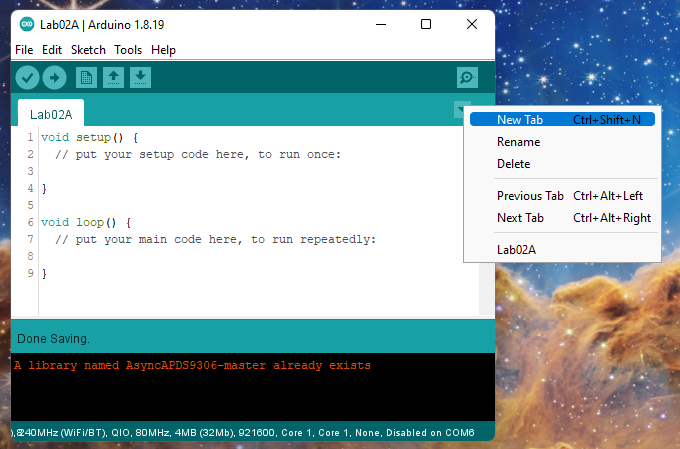 Lab02A | Arduino 1.8.19
File Edit Sketch Tools Help
Lab02A
1 void setup() {
2 // put your setup code here, to run once:
3
4 }
5
6 void loop() {
7 // put your main code here, to run repeatedly:
8
9 }
New Tab Ctrl+Shift+N
Rename
Delete
Previous Tab Ctrl+Alt+Left
Next Tab Ctrl+Alt+Right
Lab02A
Done Saving.
A library named AsyncAPDS9306-master already exists
240MHz (WiFi/BT), QIO, 80MHz, 4MB (32Mb), 921600, Core 1, Core 1, None, Disabled on COM6